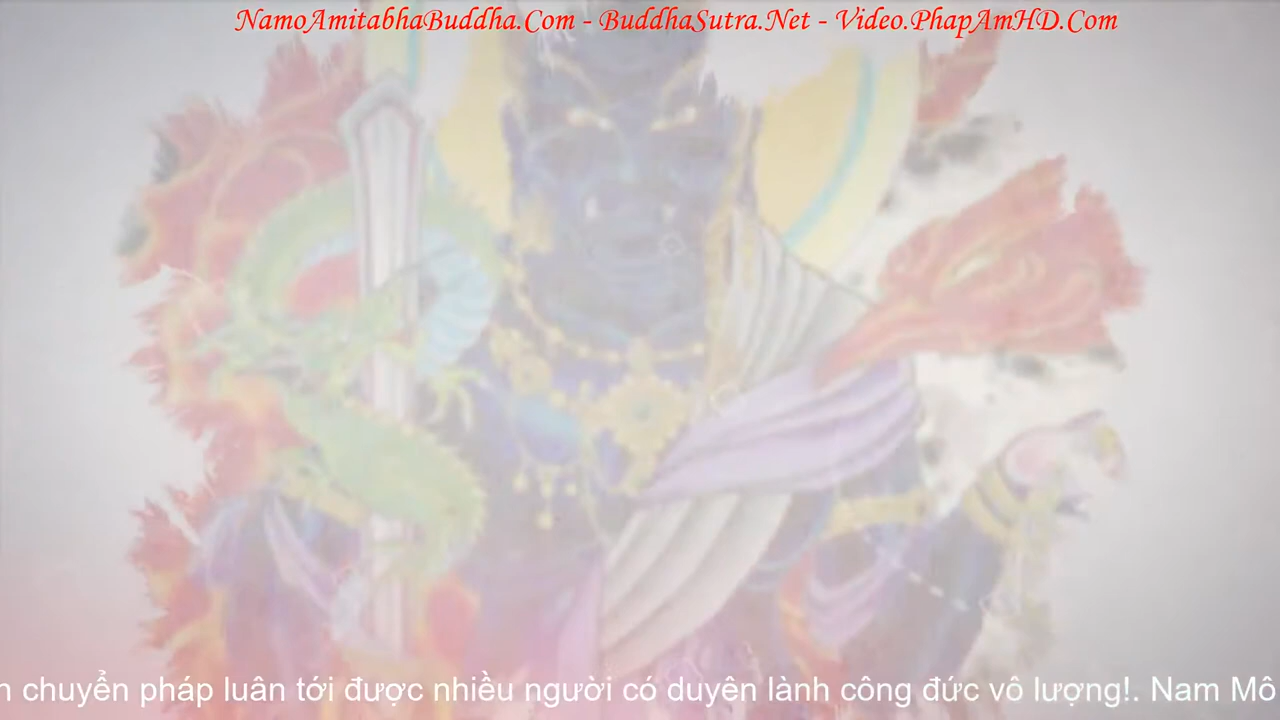 NamoAmitabhaBuddha.Com - BuddhaSutra.Net - Video.PhapAmHD.Com
chuyển pháp luân tới được nhiều người có duyên lành công đức vô lượng!. Nam Mô